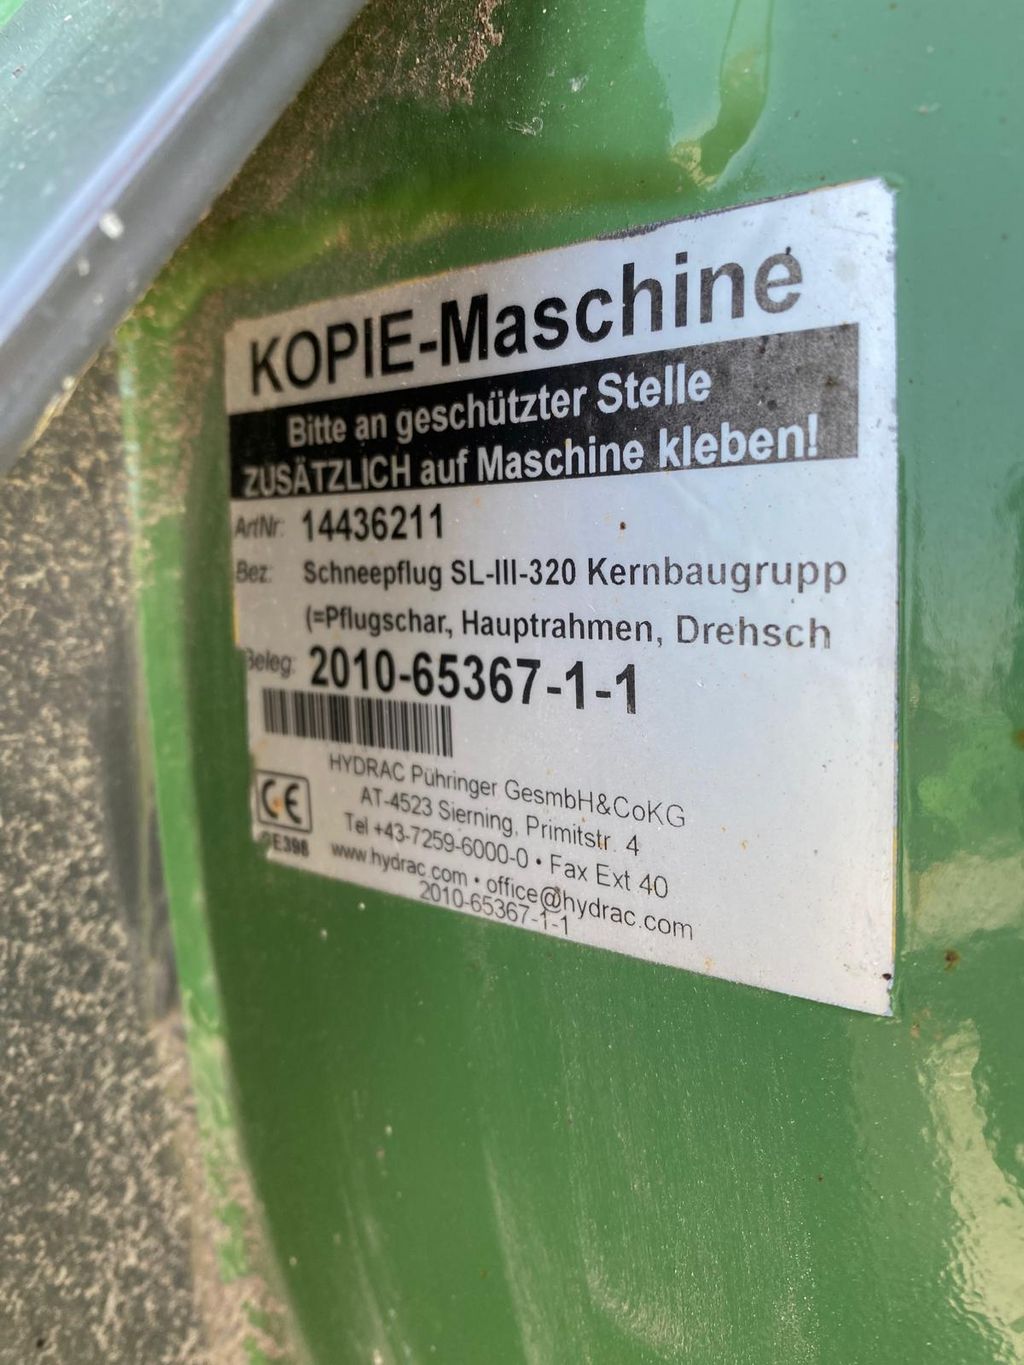 KOPIE-Maschine
Bitte an geschützter Stelle
ZUSÄTZLICH auf Maschine kleben!
ArtNr: 14436211
Bez: Schneepflug SL-III-320 Kernbaugrupp
(=Pflugschar, Hauptrahmen, Drehsch
Beleg: 2010-65367-1-1
HYDRAC Pühringer GesmbH&CoKG
AT-4523 Sierning, Primitstr. 4
Tel +43-7259-6000-0 • Fax Ext 40
www.hydrac.com • office@hydrac.com
2010-65367-1-1
CE